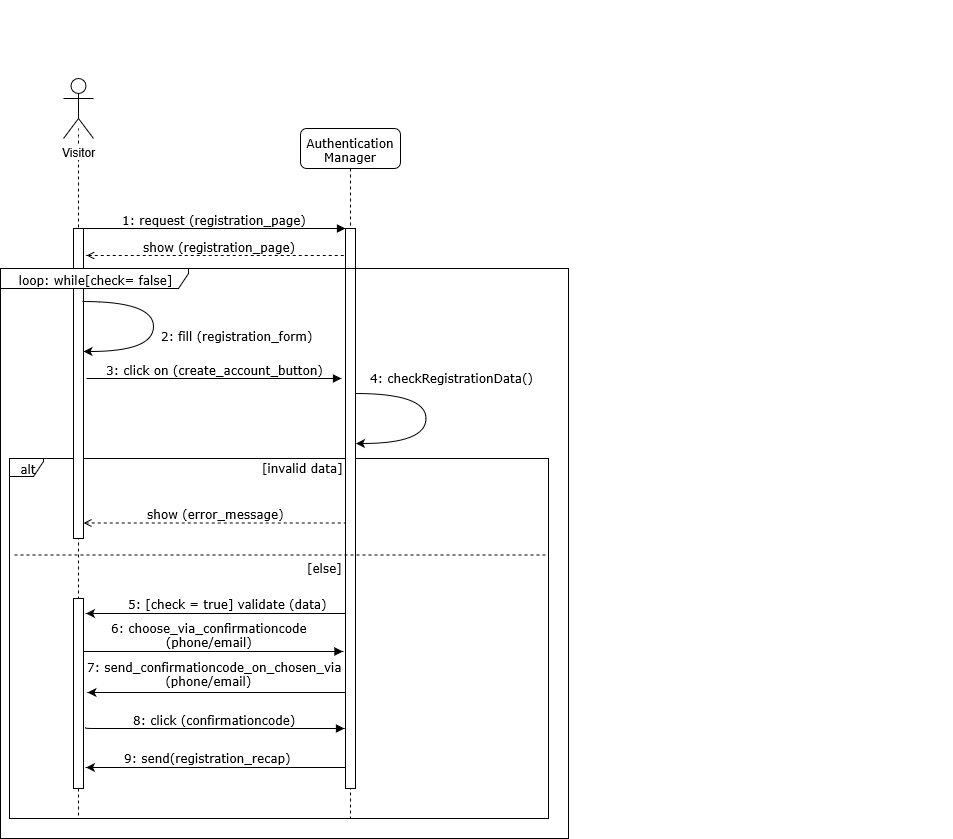 Visitor
Authentication
Manager
1: request (registration_page)
show (registration_page)
loop: while[check= false]
2: fill (registration_form)
3: click on (create_account_button)
4: checkRegistrationData()
alt
[invalid data]
show (error_message)
[else]
5: [check = true] validate (data)
6: choose_via_confirmationcode
(phone/email)
7: send_confirmationcode_on_chosen_via
(phone/email)
8: click (confirmationcode)
9: send(registration_recap)